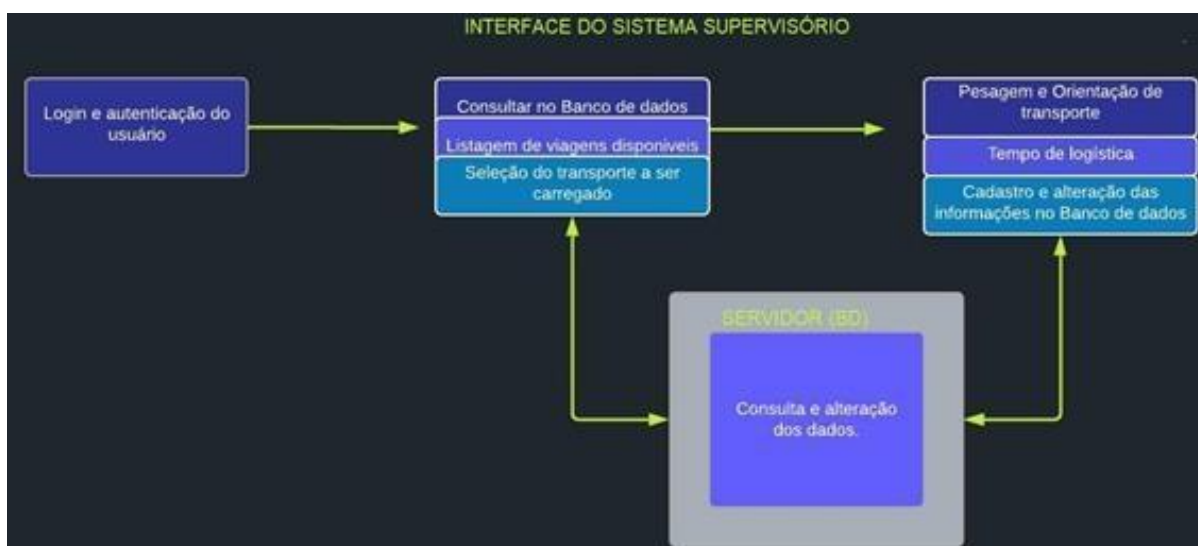 INTERFACE DO SISTEMA SUPERVISÓRIO
Login e autenticação do
usuário
Consultar no Banco de dados
Listagem de viagens disponiveis
Seleção do transporte a ser
carregado
Pesagem e Orientação de
transporte
Tempo de logística
Cadastro e alteração das
informações no Banco de dados
SERVIDOR (BD)
Consulta e alteração
dos dados.